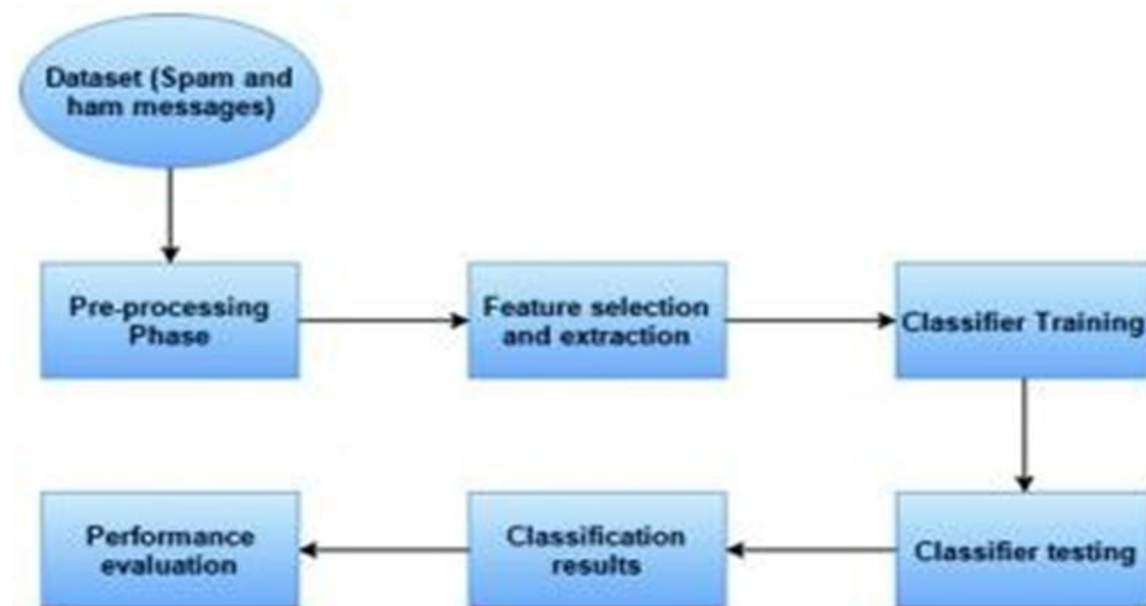 Dataset (Spam and
ham messages)
Pre-processing
Phase
Feature selection
and extraction
Classifier Training
Classifier testing
Classification
results
Performance
evaluation